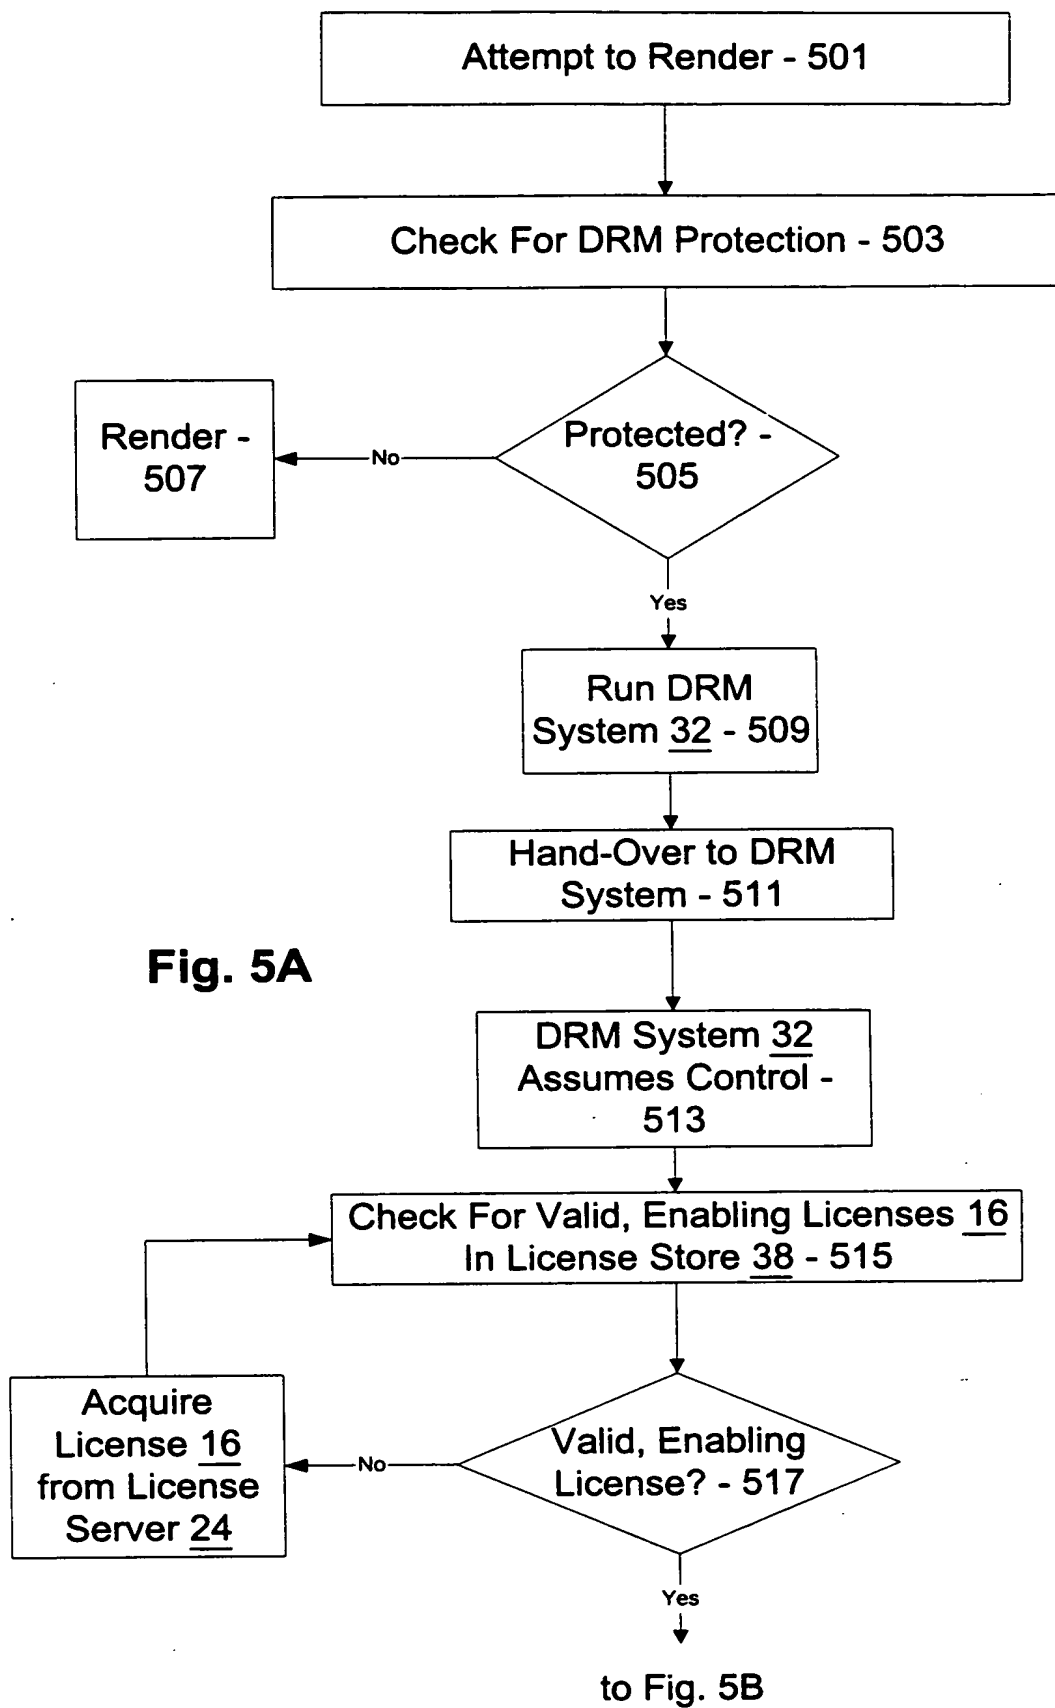 Attempt to Render - 501
Check For DRM Protection - 503
Protected? -
505
No
Render -
507
Yes
Run DRM
System 32 - 509
Hand-Over to DRM
System - 511
Fig. 5A
DRM System 32
Assumes Control -
513
Check For Valid, Enabling Licenses 16
In License Store 38 - 515
Valid, Enabling
License? - 517
No
Acquire
License 16
from License
Server 24
Yes
to Fig. 5B